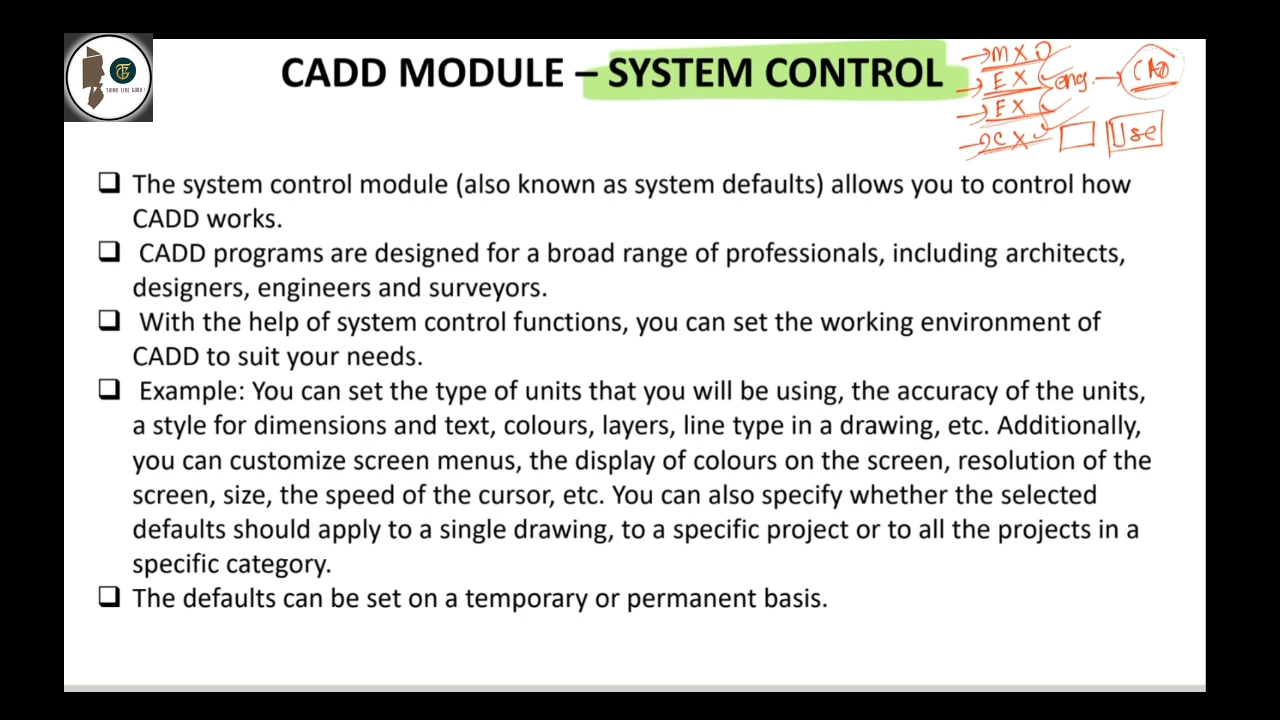 THINK LIKE GURU
CADD MODULE – SYSTEM CONTROL
→ M X
→ E X eng. → CAD
→ E X
Use
The system control module (also known as system defaults) allows you to control how
CADD works.
CADD programs are designed for a broad range of professionals, including architects,
designers, engineers and surveyors.
With the help of system control functions, you can set the working environment of
CADD to suit your needs.
Example: You can set the type of units that you will be using, the accuracy of the units,
a style for dimensions and text, colours, layers, line type in a drawing, etc. Additionally,
you can customize screen menus, the display of colours on the screen, resolution of the
screen, size, the speed of the cursor, etc. You can also specify whether the selected
defaults should apply to a single drawing, to a specific project or to all the projects in a
specific category.
The defaults can be set on a temporary or permanent basis.